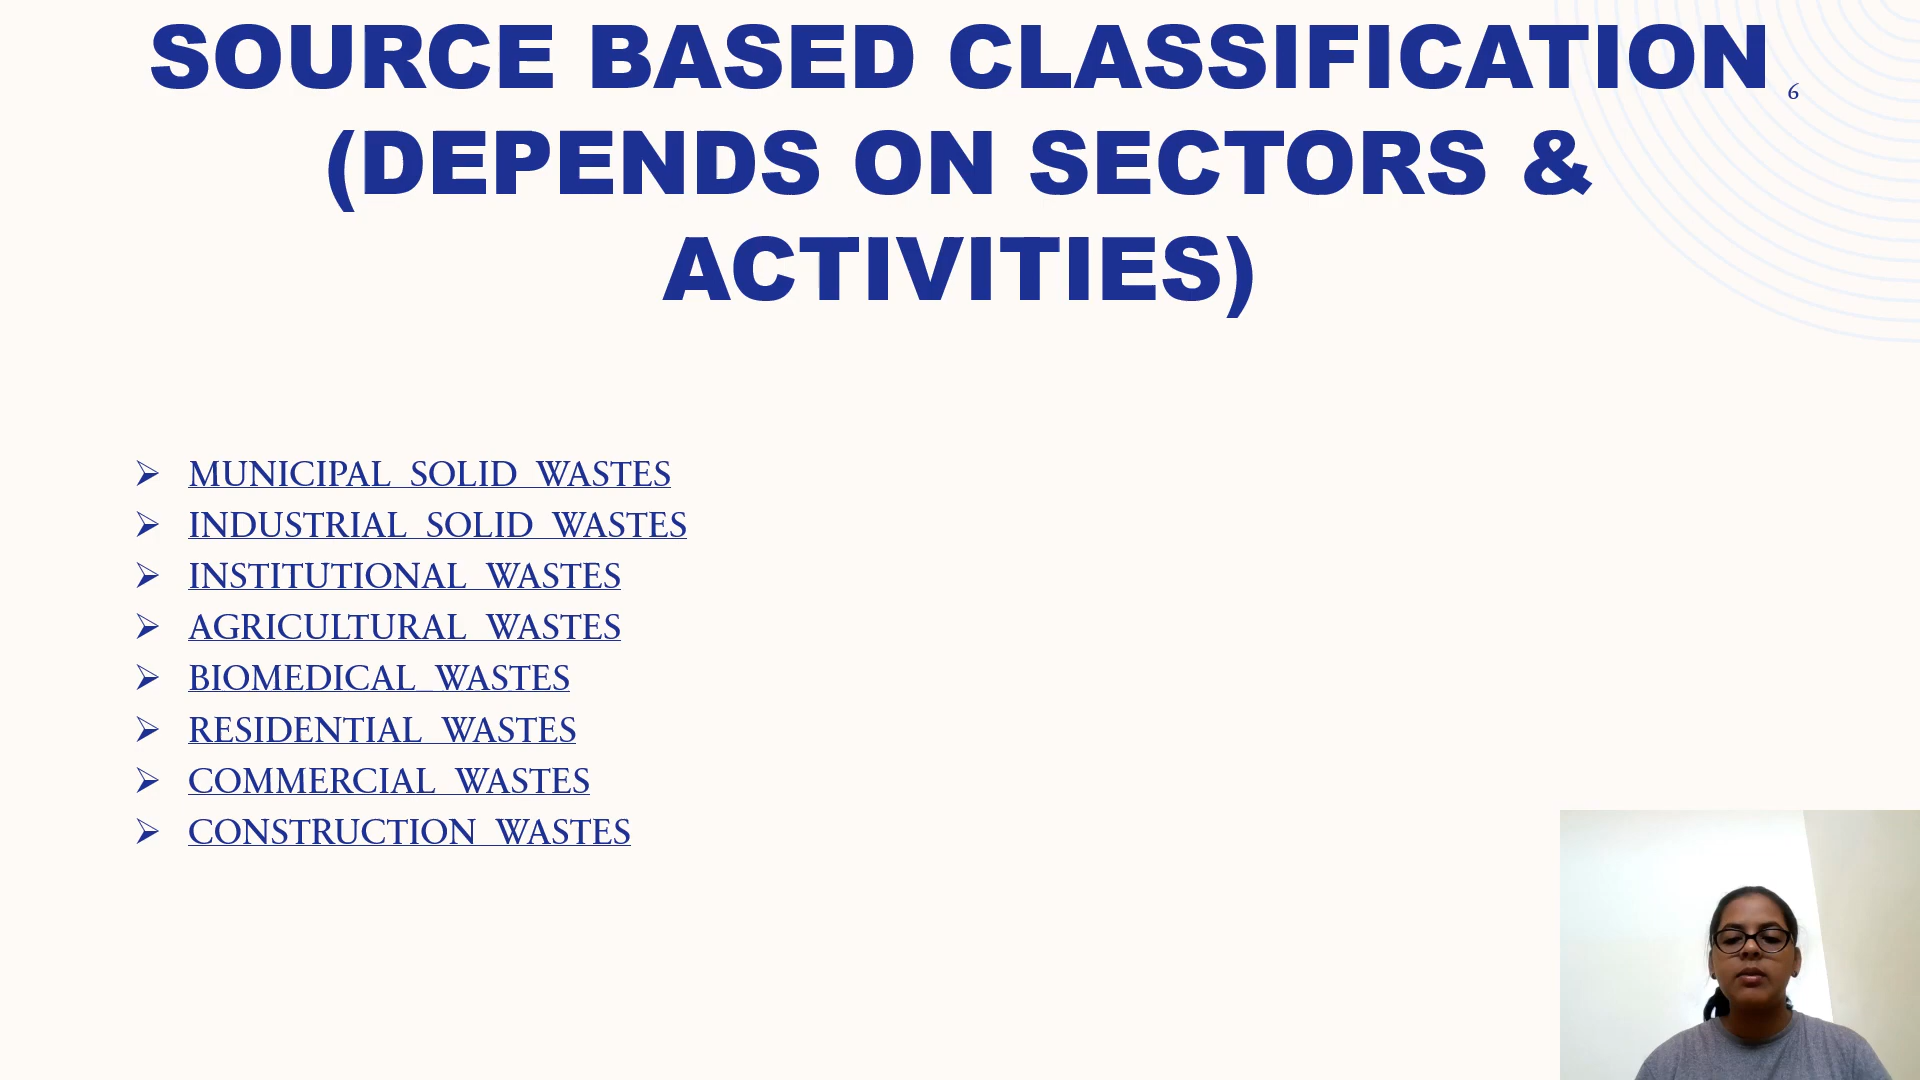 SOURCE BASED CLASSIFICATION
6
(DEPENDS ON SECTORS &
ACTIVITIES)
➢ MUNICIPAL SOLID WASTES
➢ INDUSTRIAL SOLID WASTES
➢ INSTITUTIONAL WASTES
➢ AGRICULTURAL WASTES
➢ BIOMEDICAL WASTES
➢ RESIDENTIAL WASTES
➢ COMMERCIAL WASTES
➢ CONSTRUCTION WASTES